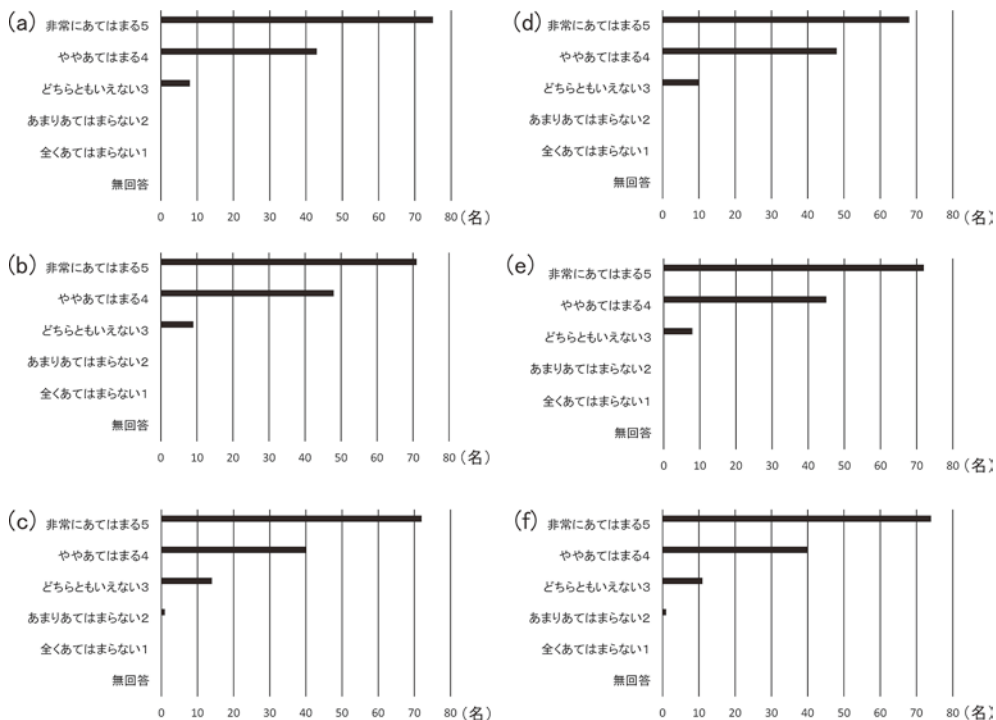 (a)
非常にあてはまる5
ややあてはまる4
どちらともいえない3
あまりあてはまらない2
全くあてはまらない1
無回答
0 10 20 30 40 50 60 70 80 (名)
(b)
非常にあてはまる5
ややあてはまる4
どちらともいえない3
あまりあてはまらない2
全くあてはまらない1
無回答
0 10 20 30 40 50 60 70 80 (名)
(c)
非常にあてはまる5
ややあてはまる4
どちらともいえない3
あまりあてはまらない2
全くあてはまらない1
無回答
0 10 20 30 40 50 60 70 80 (名)
(d)
非常にあてはまる5
ややあてはまる4
どちらともいえない3
あまりあてはまらない2
全くあてはまらない1
無回答
0 10 20 30 40 50 60 70 80 (名)
(e)
非常にあてはまる5
ややあてはまる4
どちらともいえない3
あまりあてはまらない2
全くあてはまらない1
無回答
0 10 20 30 40 50 60 70 80 (名)
(f)
非常にあてはまる5
ややあてはまる4
どちらともいえない3
あまりあてはまらない2
全くあてはまらない1
無回答
0 10 20 30 40 50 60 70 80 (名)